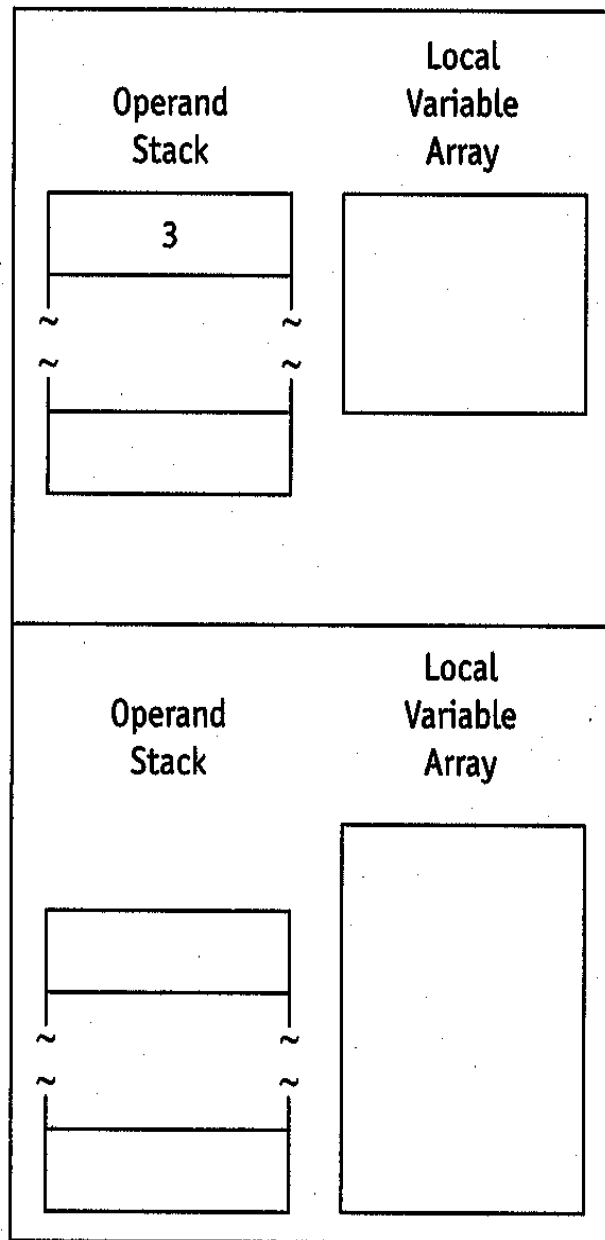 Operand
Stack
Local
Variable
Array
3
Operand
Stack
Local
Variable
Array